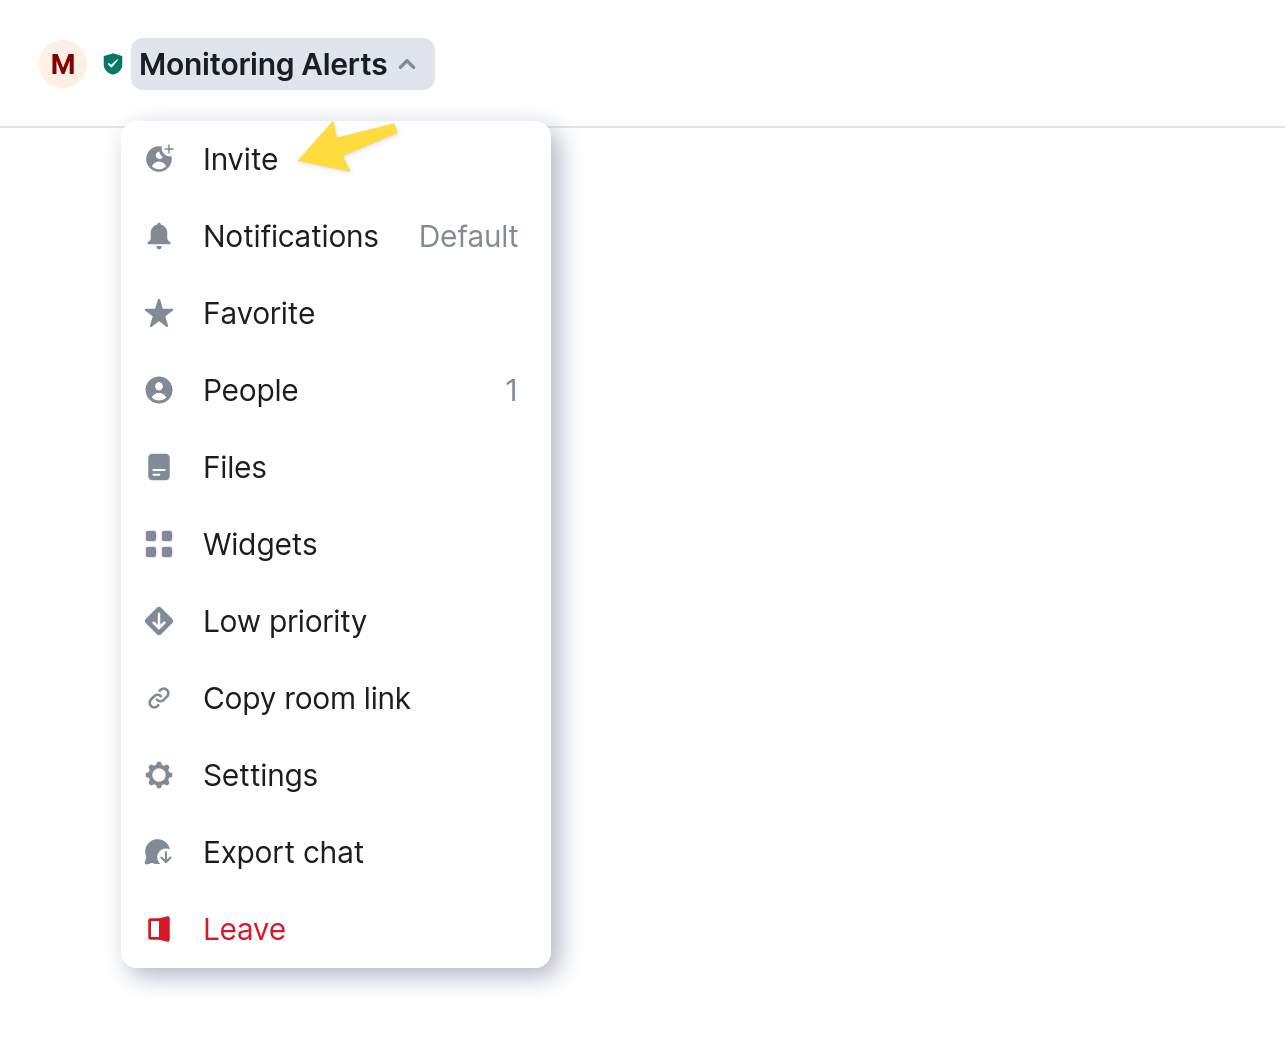 M Monitoring Alerts
Invite
Notifications Default
Favorite
People 1
Files
Widgets
Low priority
Copy room link
Settings
Export chat
Leave